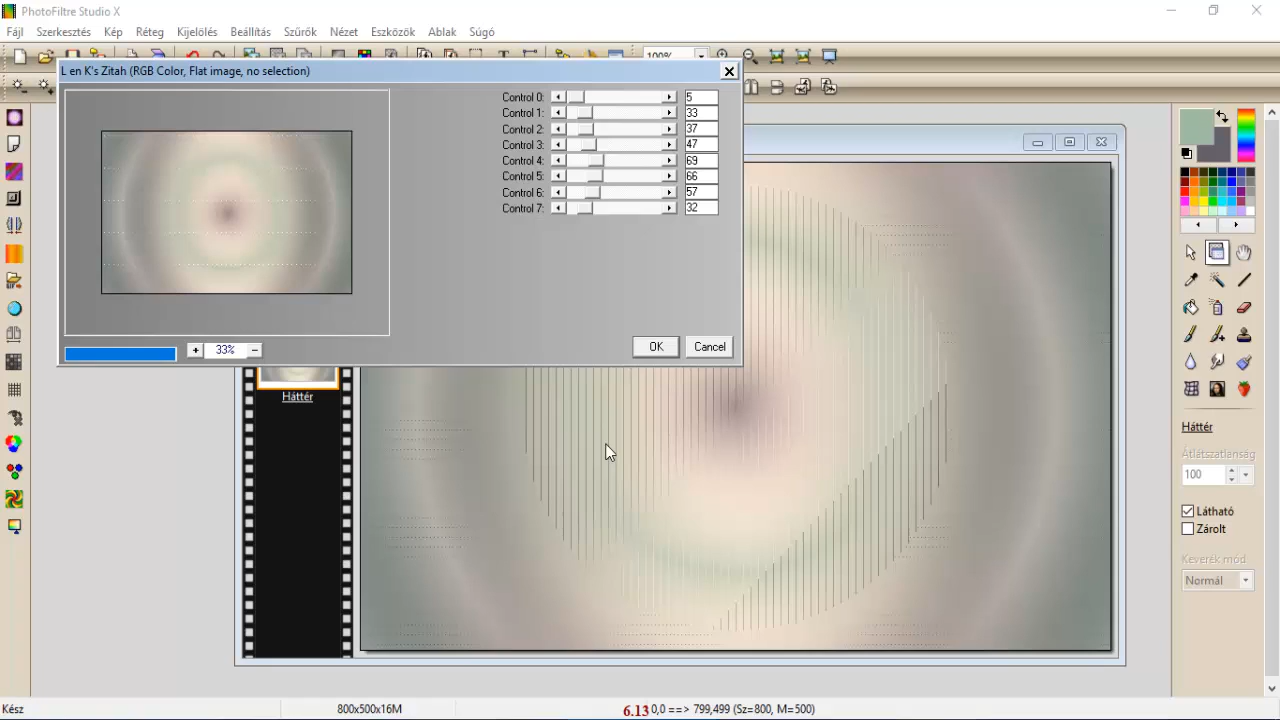 PhotoFiltre Studio X
Fájl Szerkesztés Kép Réteg Kijelölés Beállítás Szűrők Nézet Eszközök Ablak Súgó
100%
L en K's Zitah (RGB Color, Flat image, no selection)
Control 0: 5
Control 1: 33
Control 2: 37
Control 3: 47
Control 4: 69
Control 5: 66
Control 6: 57
Control 7: 32
+ 33% −
OK Cancel
Háttér
Háttér
Átlátszatlanság
100
Látható
Zárolt
Keverék mód
Normál
Kész 800x500x16M 6.13 0,0 ==> 799,499 (Sz=800, M=500)